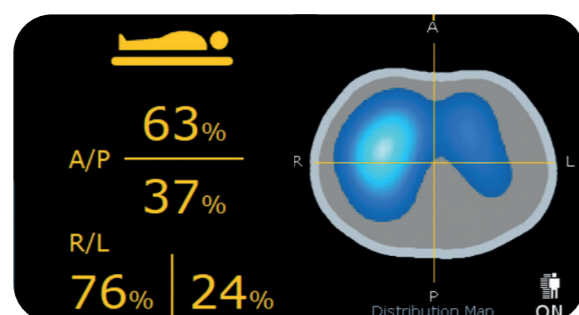 A
63%
A/P
37%
R
L
R/L
76% 24%
P
Distribution Map
ON